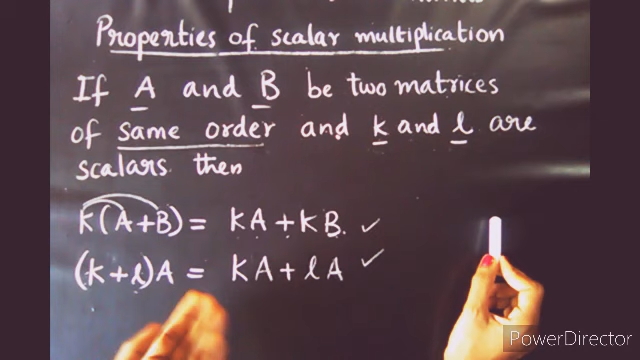 Properties of scalar multiplication
If A and B be two matrices
of same order and k and l are
scalars then
K(A+B) = KA+KB. ✓
(K+l)A = KA+lA ✓
PowerDirector